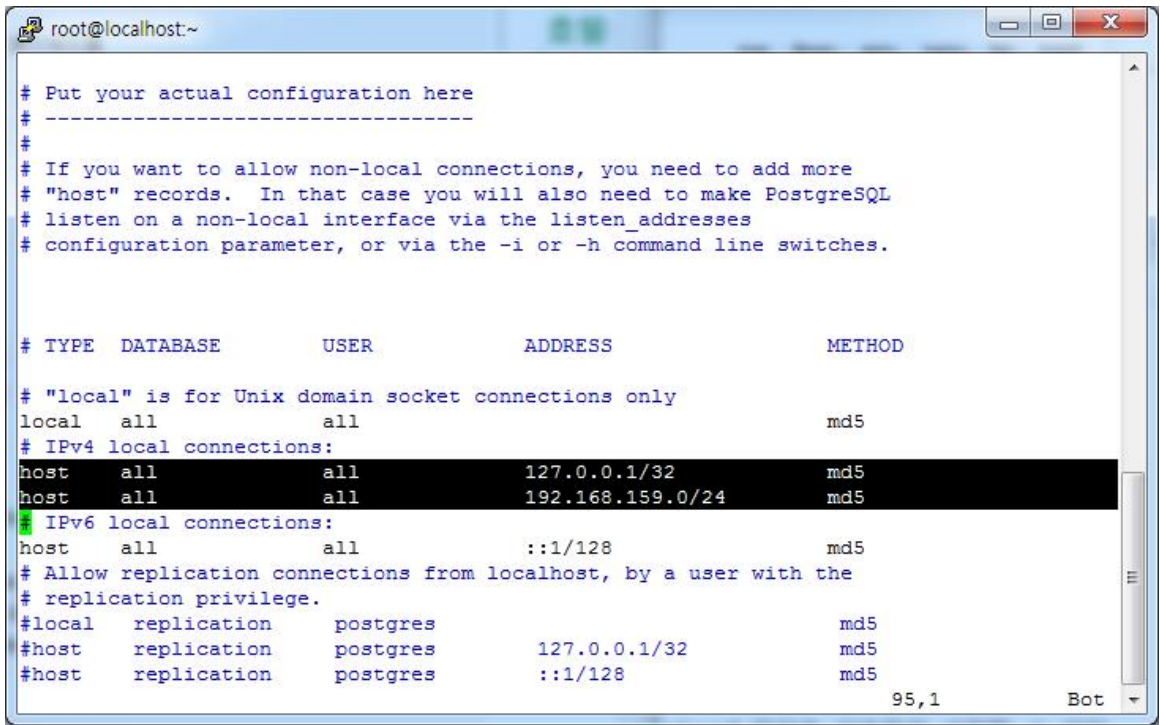 root@localhost:~
# Put your actual configuration here
# ----------------------------------
#
# If you want to allow non-local connections, you need to add more
# "host" records.  In that case you will also need to make PostgreSQL
# listen on a non-local interface via the listen_addresses
# configuration parameter, or via the -i or -h command line switches.
# TYPE  DATABASE        USER            ADDRESS                 METHOD
# "local" is for Unix domain socket connections only
local   all             all                                     md5
# IPv4 local connections:
host    all             all             127.0.0.1/32            md5
host    all             all             192.168.159.0/24        md5
# IPv6 local connections:
host    all             all             ::1/128                 md5
# Allow replication connections from localhost, by a user with the
# replication privilege.
#local   replication     postgres                                md5
#host    replication     postgres        127.0.0.1/32            md5
#host    replication     postgres        ::1/128                 md5
95,1          Bot